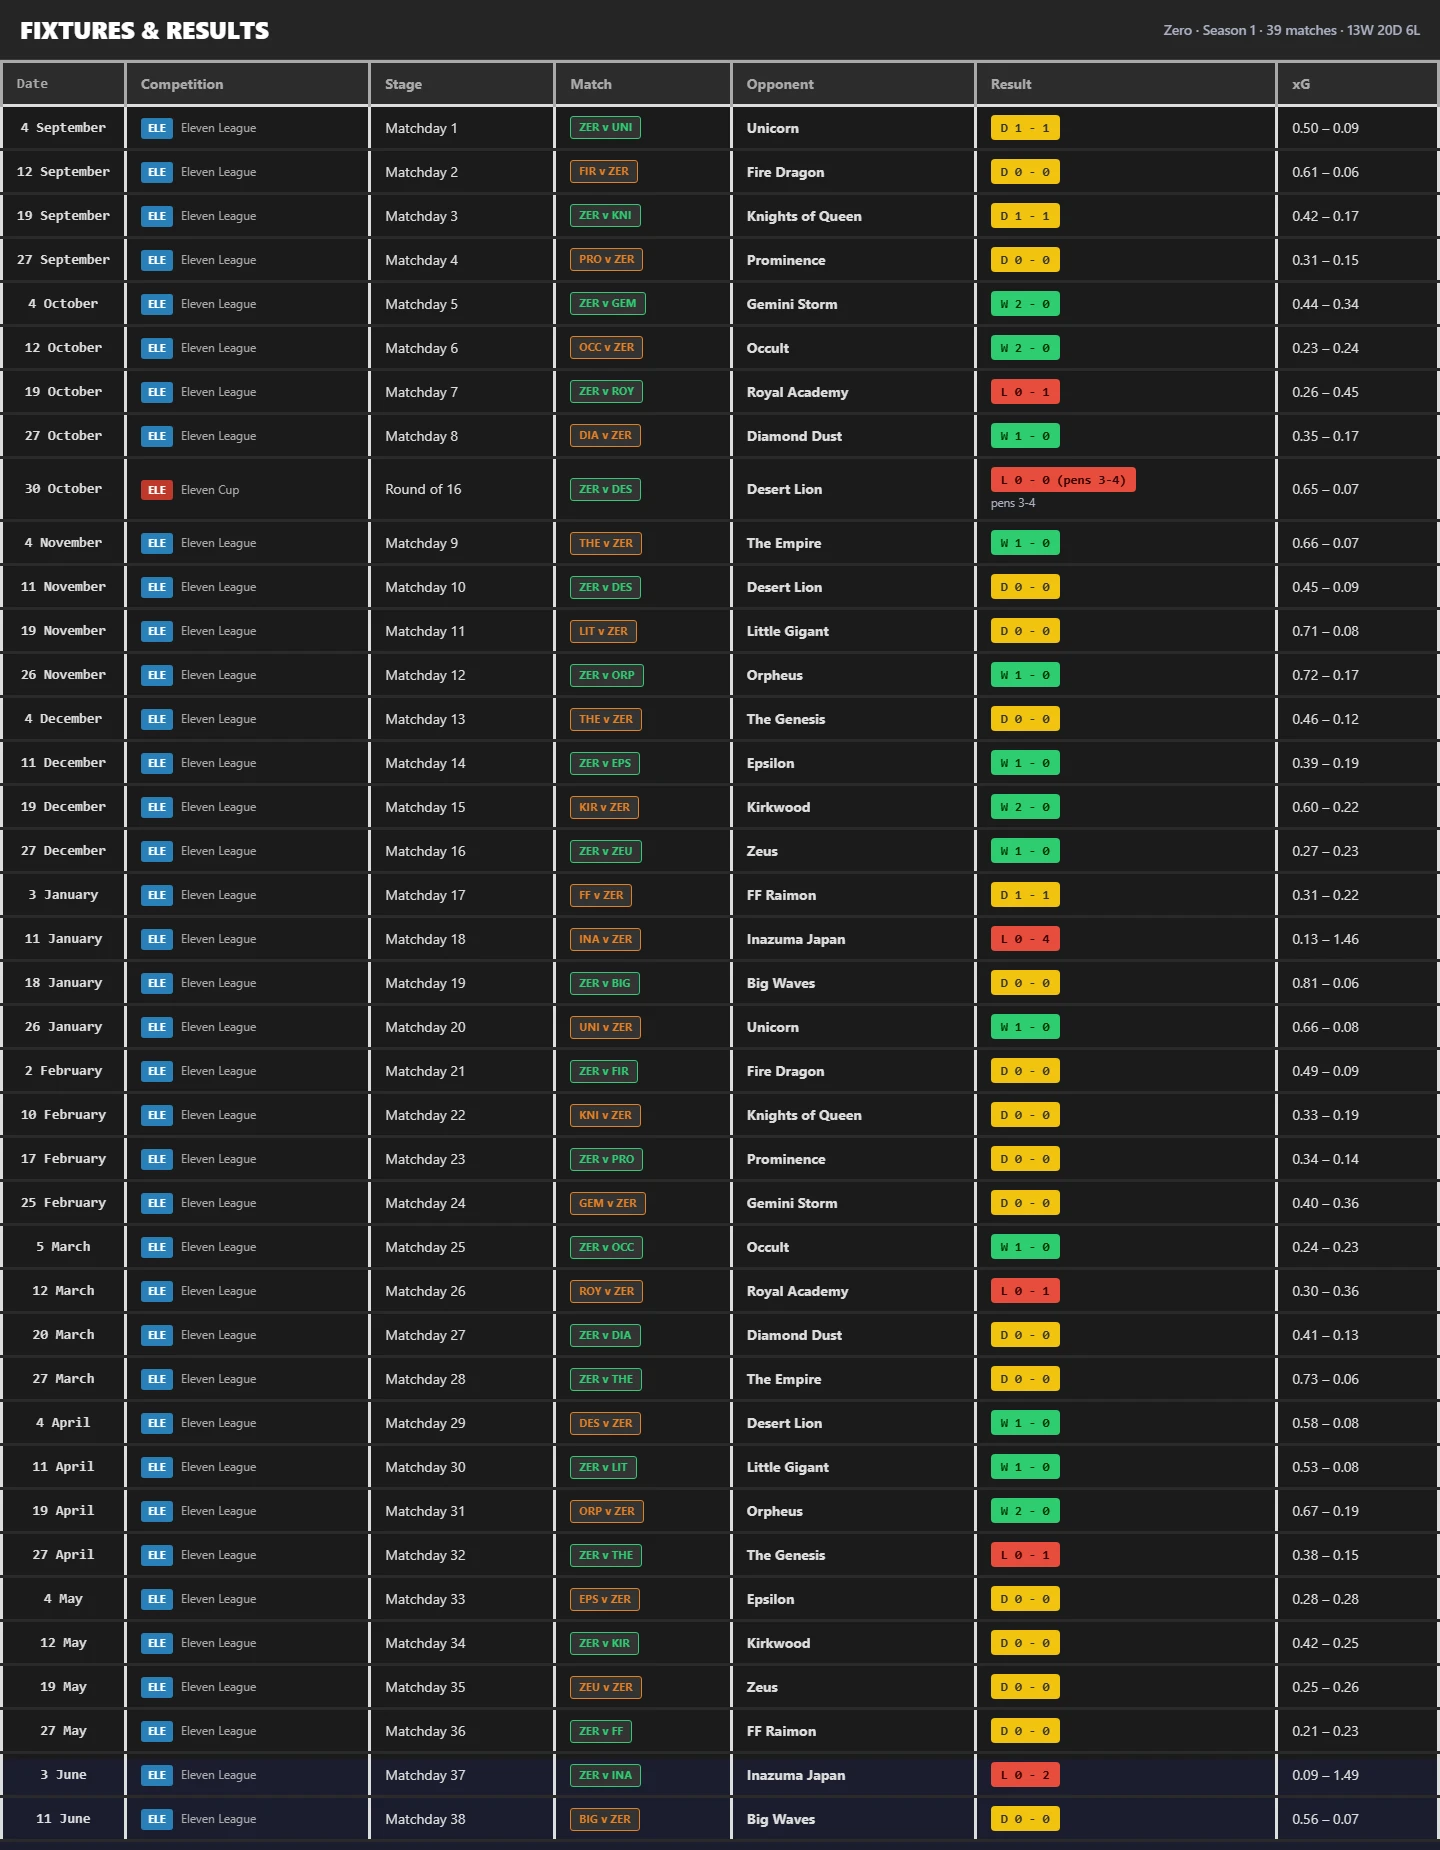 FIXTURES & RESULTS
Zero · Season 1 · 39 matches · 13W 20D 6L
Date Competition Stage Match Opponent Result xG
4 September ELE Eleven League Matchday 1 ZER v UNI Unicorn D 1 - 1 0.50 – 0.09
12 September ELE Eleven League Matchday 2 FIR v ZER Fire Dragon D 0 - 0 0.61 – 0.06
19 September ELE Eleven League Matchday 3 ZER v KNI Knights of Queen D 1 - 1 0.42 – 0.17
27 September ELE Eleven League Matchday 4 PRO v ZER Prominence D 0 - 0 0.31 – 0.15
4 October ELE Eleven League Matchday 5 ZER v GEM Gemini Storm W 2 - 0 0.44 – 0.34
12 October ELE Eleven League Matchday 6 OCC v ZER Occult W 2 - 0 0.23 – 0.24
19 October ELE Eleven League Matchday 7 ZER v ROY Royal Academy L 0 - 1 0.26 – 0.45
27 October ELE Eleven League Matchday 8 DIA v ZER Diamond Dust W 1 - 0 0.35 – 0.17
30 October ELE Eleven Cup Round of 16 ZER v DES Desert Lion L 0 - 0 (pens 3-4) 0.65 – 0.07
pens 3-4
4 November ELE Eleven League Matchday 9 THE v ZER The Empire W 1 - 0 0.66 – 0.07
11 November ELE Eleven League Matchday 10 ZER v DES Desert Lion D 0 - 0 0.45 – 0.09
19 November ELE Eleven League Matchday 11 LIT v ZER Little Gigant D 0 - 0 0.71 – 0.08
26 November ELE Eleven League Matchday 12 ZER v ORP Orpheus W 1 - 0 0.72 – 0.17
4 December ELE Eleven League Matchday 13 THE v ZER The Genesis D 0 - 0 0.46 – 0.12
11 December ELE Eleven League Matchday 14 ZER v EPS Epsilon W 1 - 0 0.39 – 0.19
19 December ELE Eleven League Matchday 15 KIR v ZER Kirkwood W 2 - 0 0.60 – 0.22
27 December ELE Eleven League Matchday 16 ZER v ZEU Zeus W 1 - 0 0.27 – 0.23
3 January ELE Eleven League Matchday 17 FF v ZER FF Raimon D 1 - 1 0.31 – 0.22
11 January ELE Eleven League Matchday 18 INA v ZER Inazuma Japan L 0 - 4 0.13 – 1.46
18 January ELE Eleven League Matchday 19 ZER v BIG Big Waves D 0 - 0 0.81 – 0.06
26 January ELE Eleven League Matchday 20 UNI v ZER Unicorn W 1 - 0 0.66 – 0.08
2 February ELE Eleven League Matchday 21 ZER v FIR Fire Dragon D 0 - 0 0.49 – 0.09
10 February ELE Eleven League Matchday 22 KNI v ZER Knights of Queen D 0 - 0 0.33 – 0.19
17 February ELE Eleven League Matchday 23 ZER v PRO Prominence D 0 - 0 0.34 – 0.14
25 February ELE Eleven League Matchday 24 GEM v ZER Gemini Storm D 0 - 0 0.40 – 0.36
5 March ELE Eleven League Matchday 25 ZER v OCC Occult W 1 - 0 0.24 – 0.23
12 March ELE Eleven League Matchday 26 ROY v ZER Royal Academy L 0 - 1 0.30 – 0.36
20 March ELE Eleven League Matchday 27 ZER v DIA Diamond Dust D 0 - 0 0.41 – 0.13
27 March ELE Eleven League Matchday 28 ZER v THE The Empire D 0 - 0 0.73 – 0.06
4 April ELE Eleven League Matchday 29 DES v ZER Desert Lion W 1 - 0 0.58 – 0.08
11 April ELE Eleven League Matchday 30 ZER v LIT Little Gigant W 1 - 0 0.53 – 0.08
19 April ELE Eleven League Matchday 31 ORP v ZER Orpheus W 2 - 0 0.67 – 0.19
27 April ELE Eleven League Matchday 32 ZER v THE The Genesis L 0 - 1 0.38 – 0.15
4 May ELE Eleven League Matchday 33 EPS v ZER Epsilon D 0 - 0 0.28 – 0.28
12 May ELE Eleven League Matchday 34 ZER v KIR Kirkwood D 0 - 0 0.42 – 0.25
19 May ELE Eleven League Matchday 35 ZEU v ZER Zeus D 0 - 0 0.25 – 0.26
27 May ELE Eleven League Matchday 36 ZER v FF FF Raimon D 0 - 0 0.21 – 0.23
3 June ELE Eleven League Matchday 37 ZER v INA Inazuma Japan L 0 - 2 0.09 – 1.49
11 June ELE Eleven League Matchday 38 BIG v ZER Big Waves D 0 - 0 0.56 – 0.07